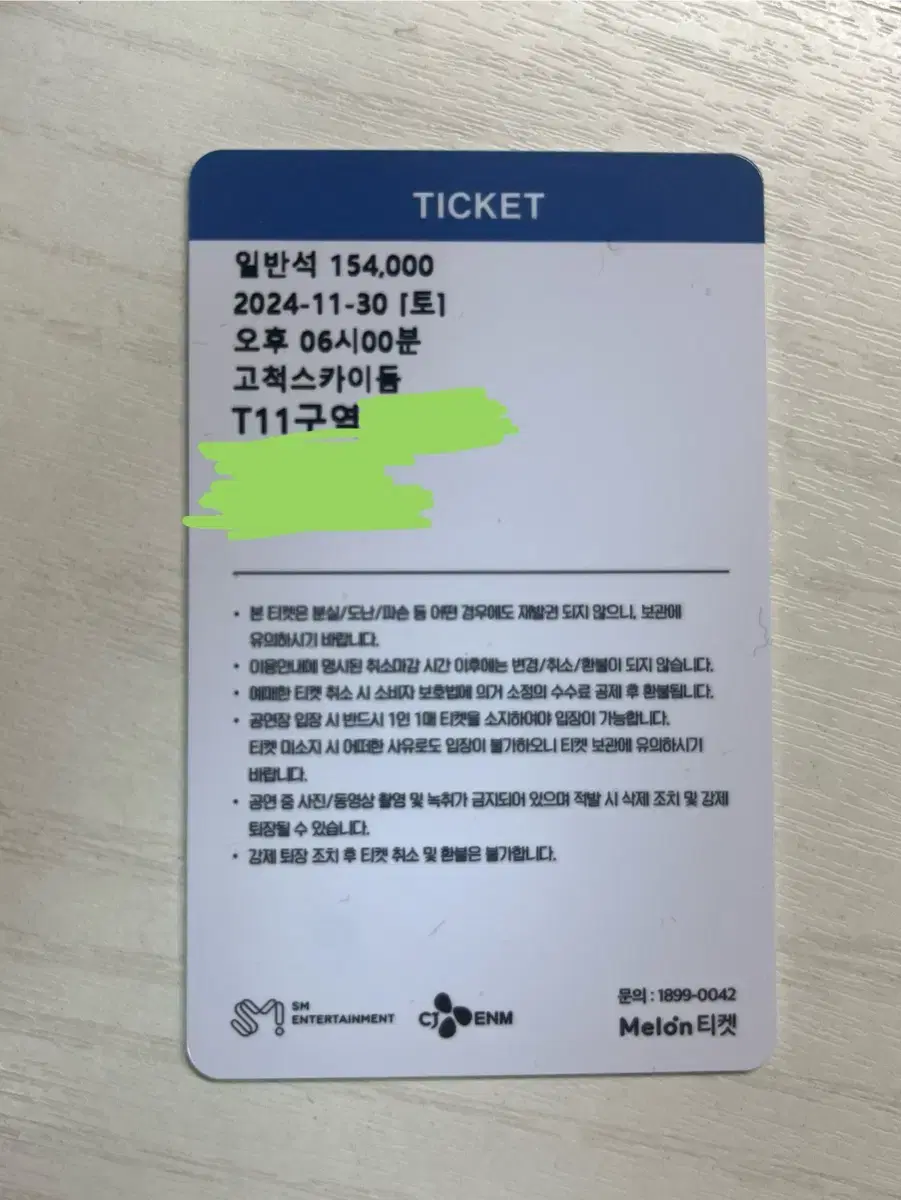 TICKET
일반석 154,000
2024-11-30 [토]
오후 06시00분
고척스카이돔
T11구역
• 본 티켓은 분실/도난/파손 등 어떤 경우에도 재발권 되지 않으니, 보관에
유의하시기 바랍니다.
• 이용안내에 명시된 취소마감 시간 이후에는 변경/취소/환불이 되지 않습니다.
• 예매한 티켓 취소 시 소비자 보호법에 의거 소정의 수수료 공제 후 환불됩니다.
• 공연장 입장 시 반드시 1인 1매 티켓을 소지하여야 입장이 가능합니다.
티켓 미소지 시 어떠한 사유로도 입장이 불가하오니 티켓 보관에 유의하시기
바랍니다.
• 공연 중 사진/동영상 촬영 및 녹취가 금지되어 있으며 적발 시 삭제 조치 및 강제
퇴장될 수 있습니다.
• 강제 퇴장 조치 후 티켓 취소 및 환불은 불가합니다.
SM
ENTERTAINMENT
CJ ENM
문의 : 1899-0042
Melon 티켓